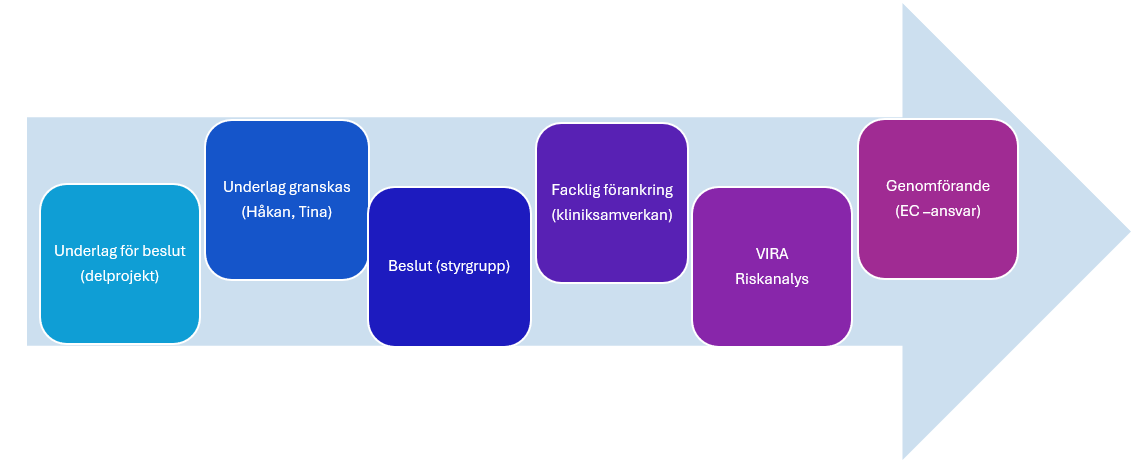 Underlag för beslut
(delprojekt)
Underlag granskas
(Håkan, Tina)
Beslut (styrgrupp)
Facklig förankring
(kliniksamverkan)
VIRA
Riskanalys
Genomförande
(EC –ansvar)